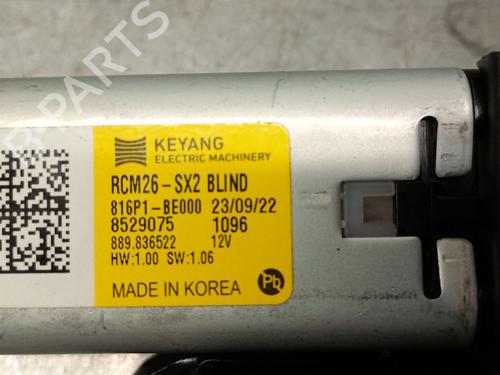 KEYANG
ELECTRIC MACHINERY
RCM26-SX2 BLIND
816P1-BE000 23/09/22
8529075 1096
889.836522 12V
HW:1.00 SW:1.06
MADE IN KOREA Pb
B-PARTS